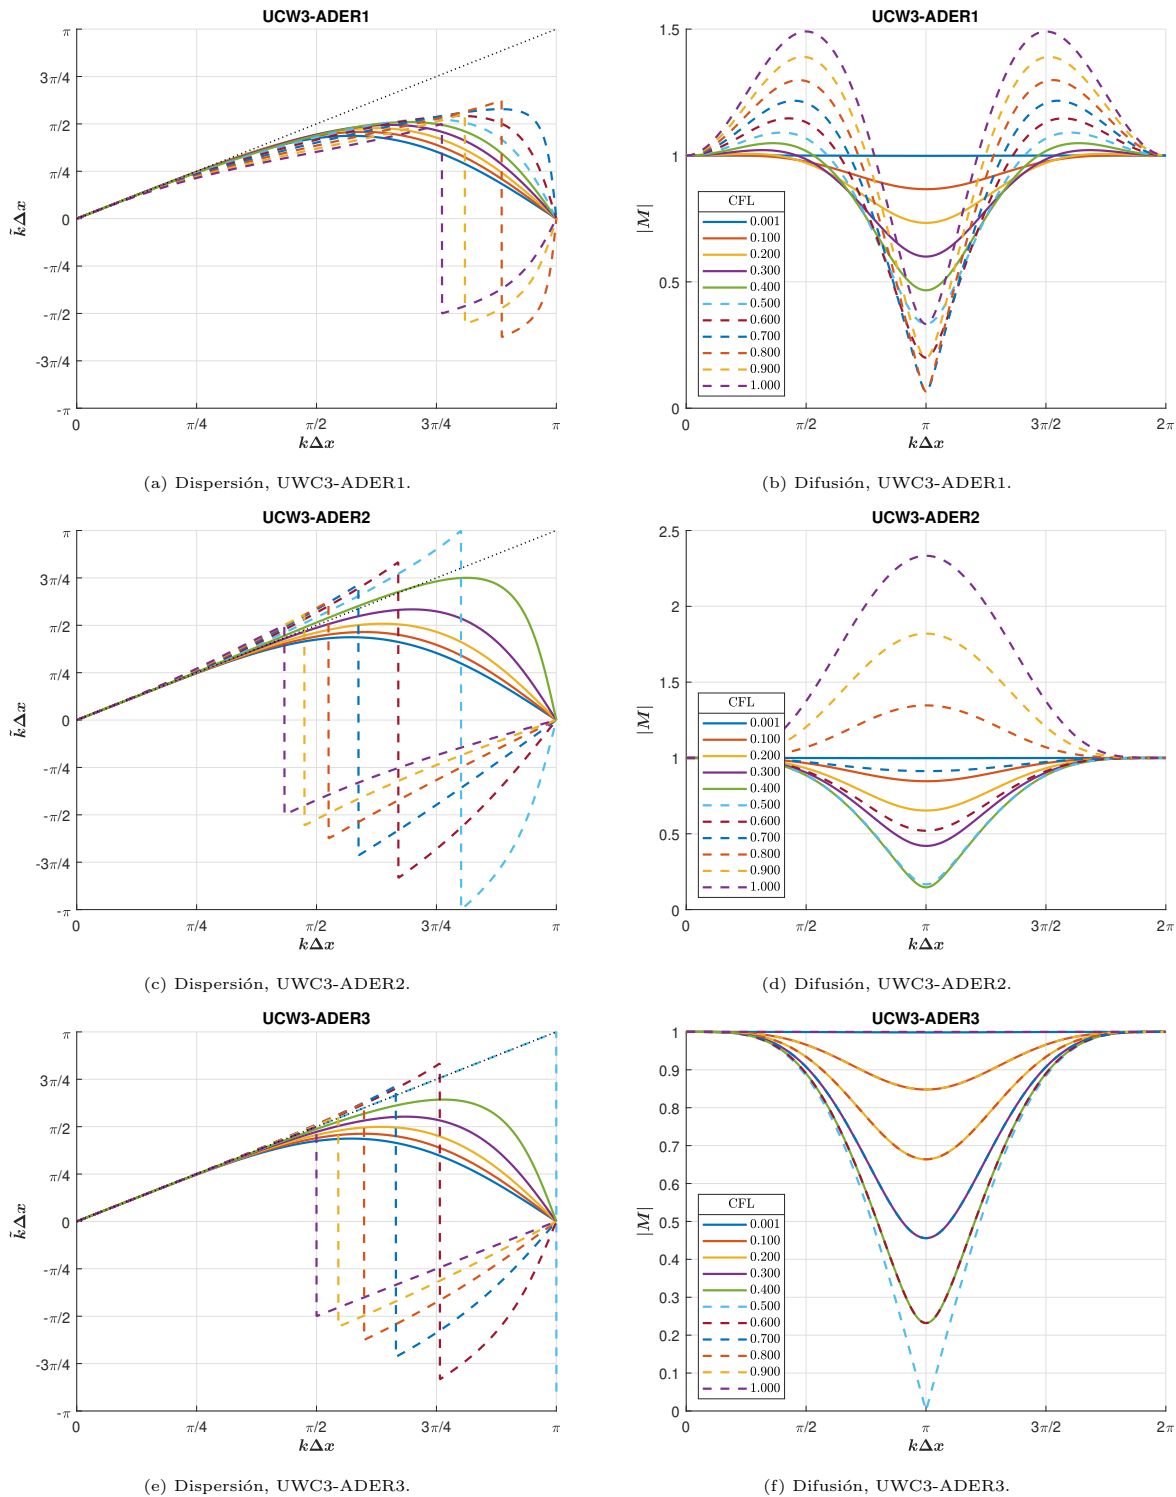 UCW3-ADER1
π
3π/4
π/2
π/4
0
-π/4
-π/2
-3π/4
-π
k̃Δx
0 π/4 π/2 3π/4 π
kΔx
(a) Dispersión, UWC3-ADER1.
UCW3-ADER1
1.5
1
0.5
0
|M|
CFL
0.001
0.100
0.200
0.300
0.400
0.500
0.600
0.700
0.800
0.900
1.000
0 π/2 π 3π/2 2π
kΔx
(b) Difusión, UWC3-ADER1.
UCW3-ADER2
π
3π/4
π/2
π/4
0
-π/4
-π/2
-3π/4
-π
k̃Δx
0 π/4 π/2 3π/4 π
kΔx
(c) Dispersión, UWC3-ADER2.
UCW3-ADER2
2.5
2
1.5
1
0.5
0
|M|
CFL
0.001
0.100
0.200
0.300
0.400
0.500
0.600
0.700
0.800
0.900
1.000
0 π/2 π 3π/2 2π
kΔx
(d) Difusión, UWC3-ADER2.
UCW3-ADER3
π
3π/4
π/2
π/4
0
-π/4
-π/2
-3π/4
-π
k̃Δx
0 π/4 π/2 3π/4 π
kΔx
(e) Dispersión, UWC3-ADER3.
UCW3-ADER3
1
0.9
0.8
0.7
0.6
0.5
0.4
0.3
0.2
0.1
0
|M|
CFL
0.001
0.100
0.200
0.300
0.400
0.500
0.600
0.700
0.800
0.900
1.000
0 π/2 π 3π/2 2π
kΔx
(f) Difusión, UWC3-ADER3.